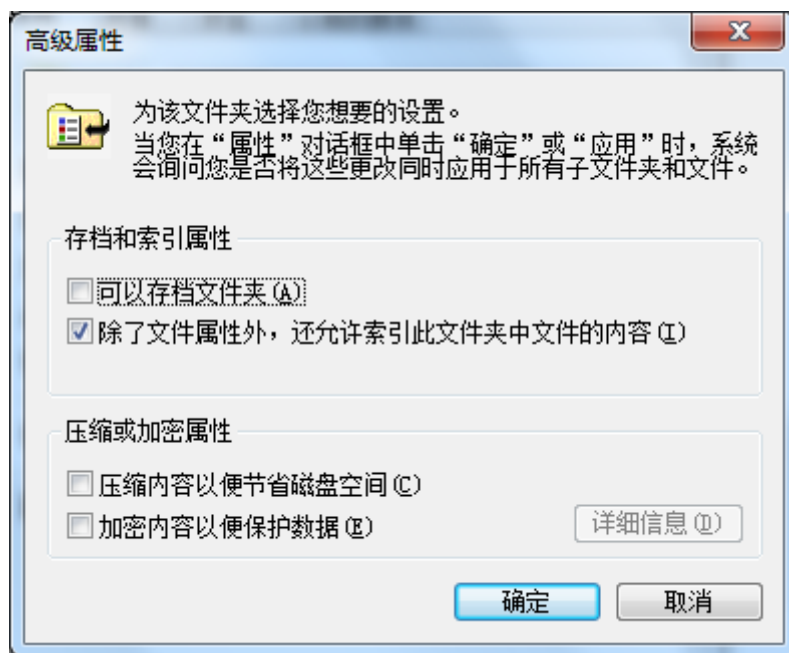 高级属性
为该文件夹选择您想要的设置。
当您在“属性”对话框中单击“确定”或“应用”时，系统
会询问您是否将这些更改同时应用于所有子文件夹和文件。
存档和索引属性
可以存档文件夹(A)
除了文件属性外，还允许索引此文件夹中文件的内容(I)
压缩或加密属性
压缩内容以便节省磁盘空间(C)
加密内容以便保护数据(E)
详细信息(D)
确定
取消